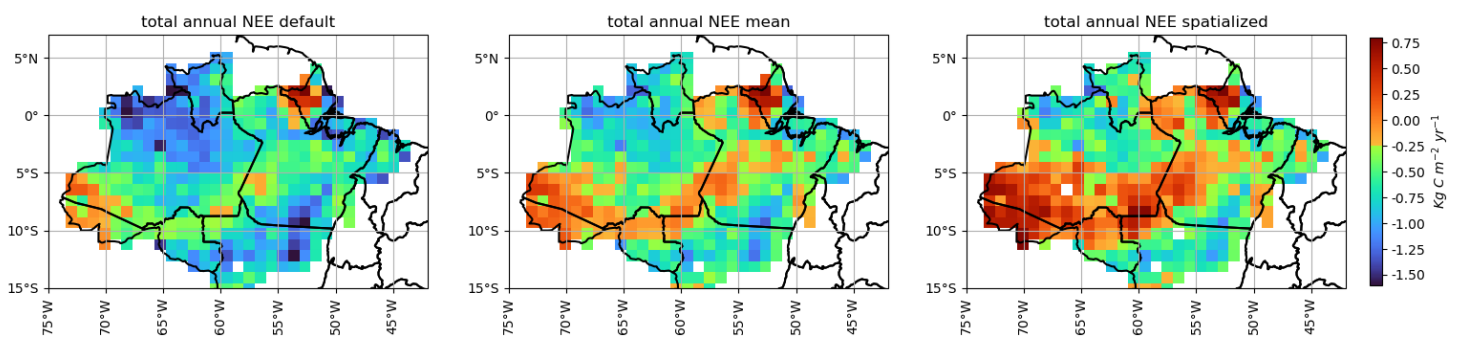 total annual NEE default
total annual NEE mean
total annual NEE spatialized
5°N
0°
5°S
10°S
15°S
75°W
70°W
65°W
60°W
55°W
50°W
45°W
5°N
0°
5°S
10°S
15°S
75°W
70°W
65°W
60°W
55°W
50°W
45°W
5°N
0°
5°S
10°S
15°S
75°W
70°W
65°W
60°W
55°W
50°W
45°W
0.75
0.50
0.25
0.00
-0.25
-0.50
-0.75
-1.00
-1.25
-1.50
Kg C m⁻² yr⁻¹